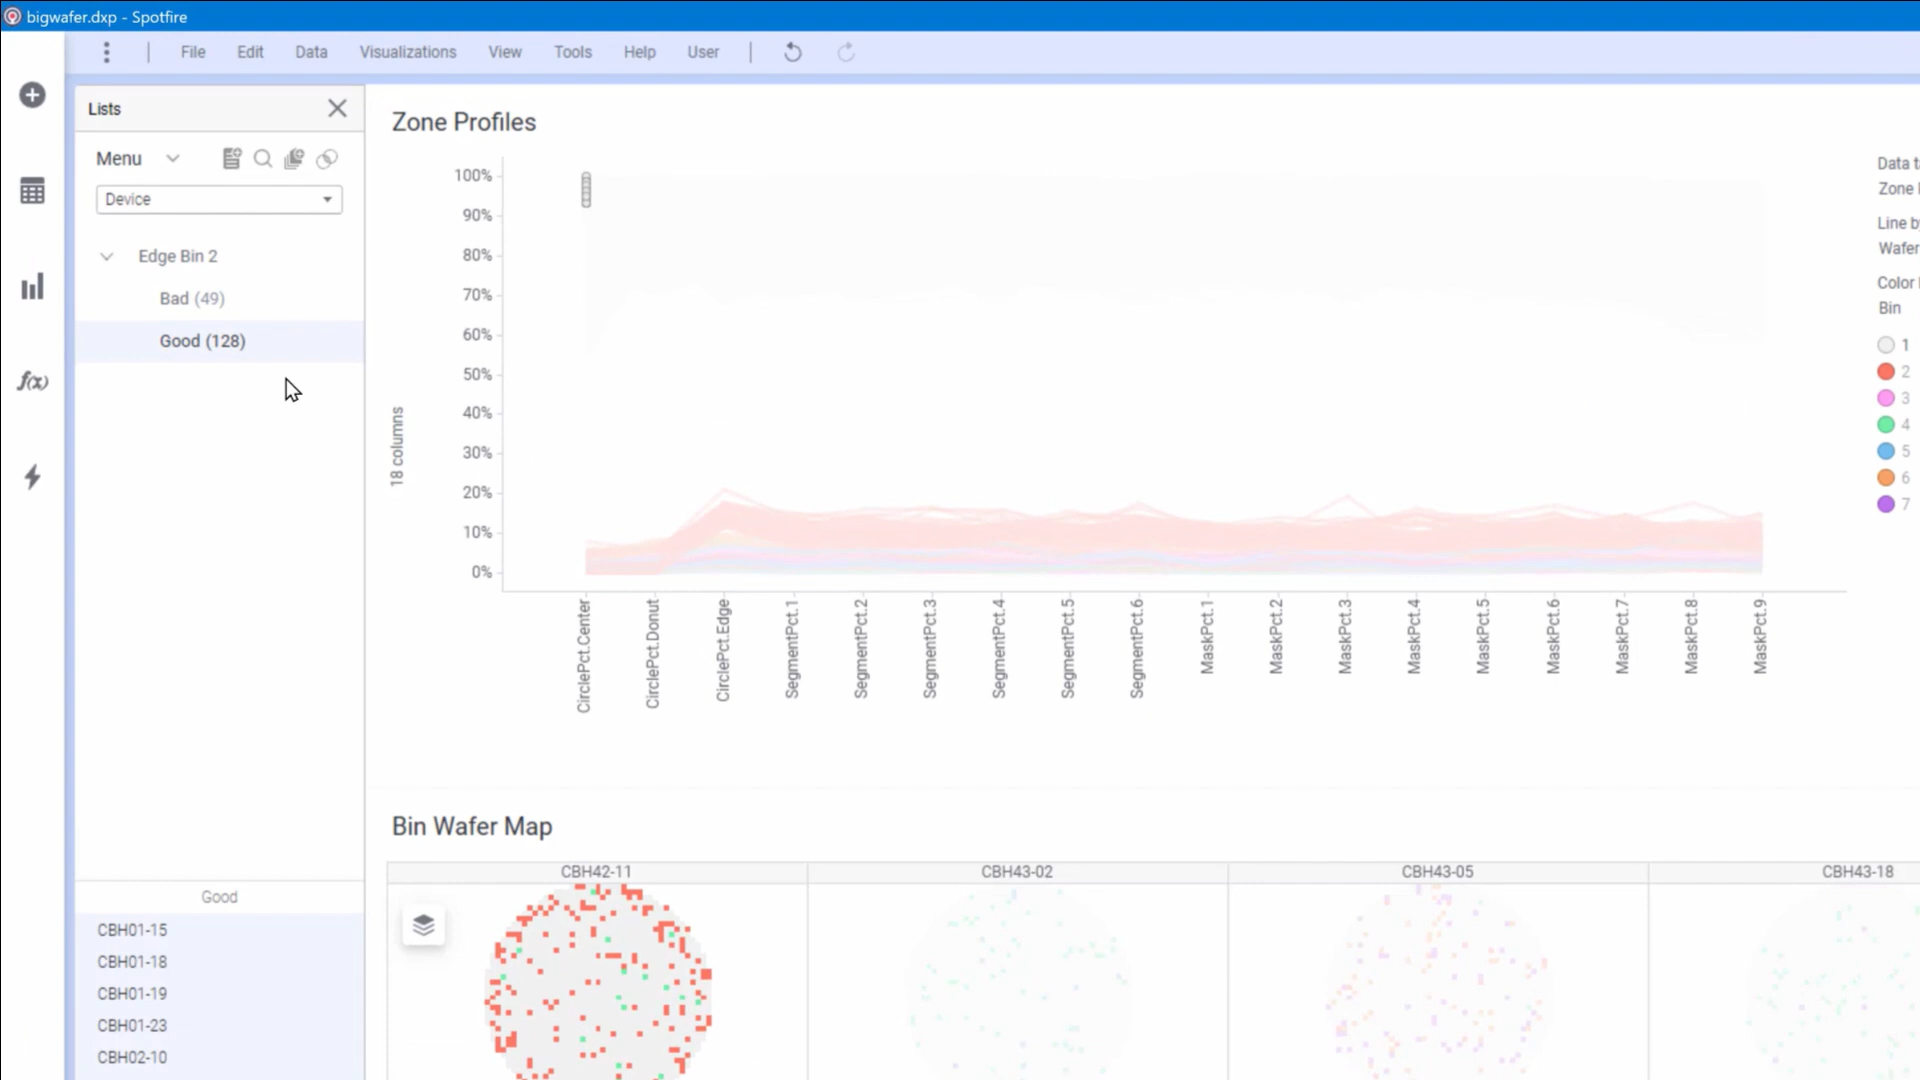 bigwafer.dxp - Spotfire
File Edit Data Visualizations View Tools Help User
Lists
Menu
Device
Edge Bin 2
Bad (49)
Good (128)
Good
CBH01-15
CBH01-18
CBH01-19
CBH01-23
CBH02-10
f(x)
Zone Profiles
100%
90%
80%
70%
60%
50%
40%
30%
20%
10%
0%
18 columns
CirclePct.Center
CirclePct.Donut
CirclePct.Edge
SegmentPct.1
SegmentPct.2
SegmentPct.3
SegmentPct.4
SegmentPct.5
SegmentPct.6
MaskPct.1
MaskPct.2
MaskPct.3
MaskPct.4
MaskPct.5
MaskPct.6
MaskPct.7
MaskPct.8
MaskPct.9
Data t
Zone
Line b
Wafer
Color
Bin
1
2
3
4
5
6
7
Bin Wafer Map
CBH42-11 CBH43-02 CBH43-05 CBH43-18